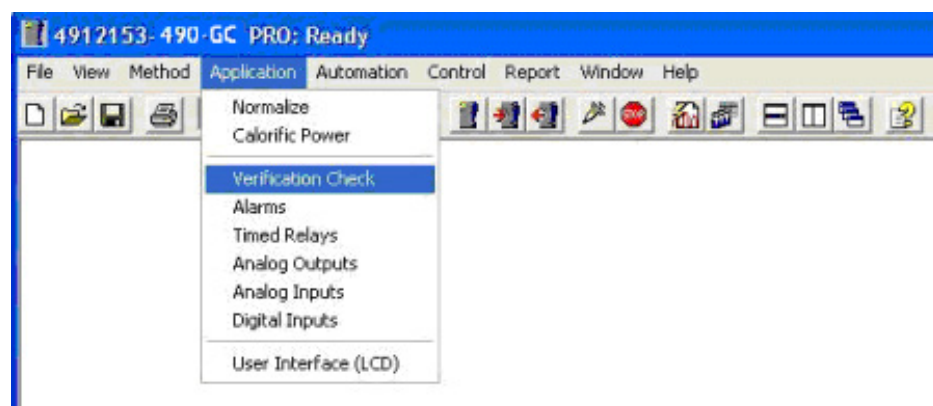 4912153-490-GC PRO: Ready
File View Method Application Automation Control Report Window Help
Normalize
Calorific Power
Verification Check
Alarms
Timed Relays
Analog Outputs
Analog Inputs
Digital Inputs
User Interface (LCD)